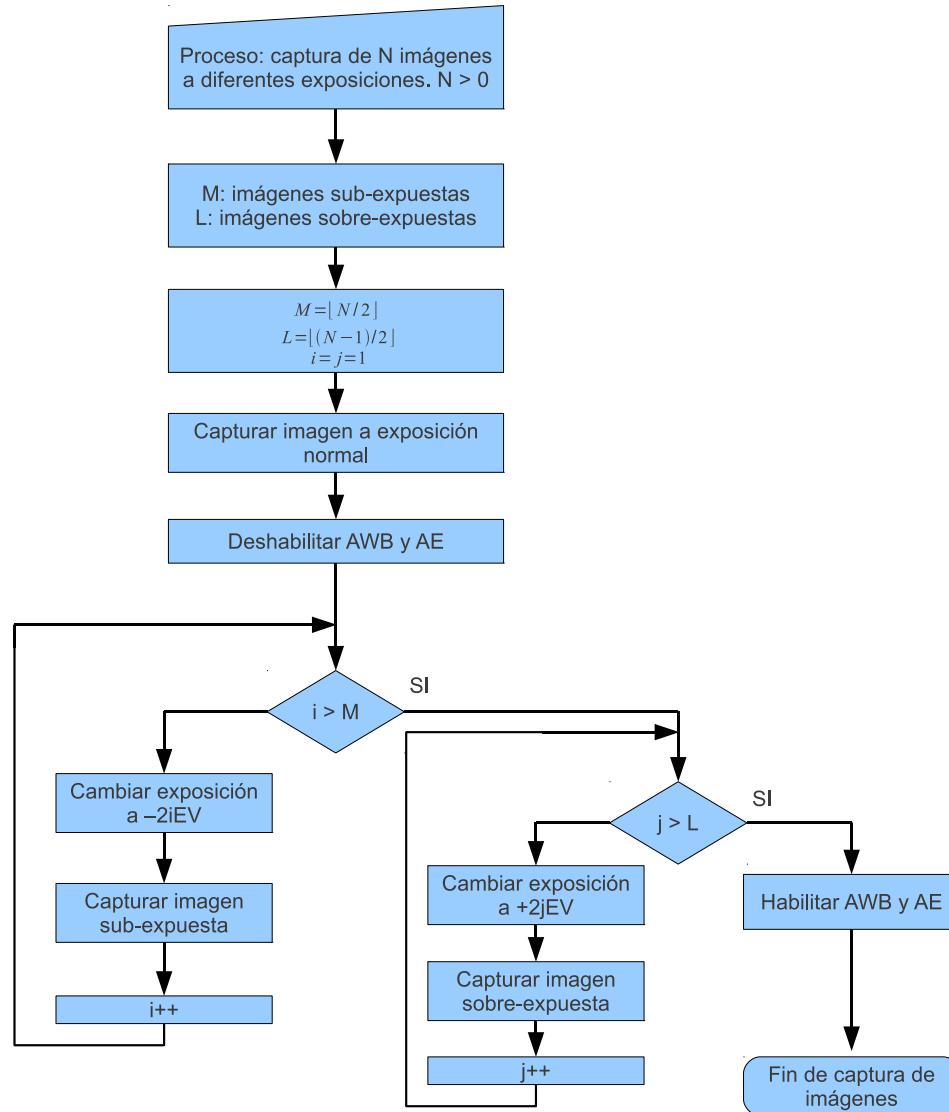 Proceso: captura de N imágenes
a diferentes exposiciones. N > 0
M: imágenes sub-expuestas
L: imágenes sobre-expuestas
M=⌊N/2⌋
L=⌊(N−1)/2⌋
i=j=1
Capturar imagen a exposición
normal
Deshabilitar AWB y AE
i > M
SI
Cambiar exposición
a –2iEV
Capturar imagen
sub-expuesta
i++
j > L
SI
Cambiar exposición
a +2jEV
Capturar imagen
sobre-expuesta
j++
Habilitar AWB y AE
Fin de captura de
imágenes